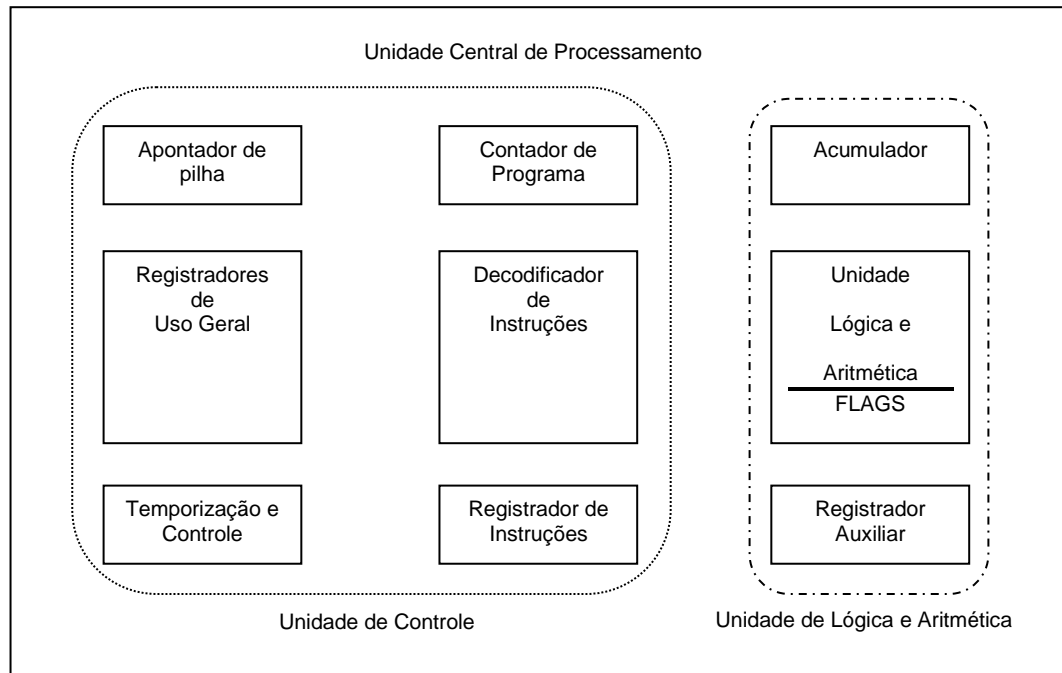 Unidade Central de Processamento
Apontador de
pilha
Contador de
Programa
Acumulador
Registradores
de
Uso Geral
Decodificador
de
Instruções
Unidade
Lógica e
Aritmética
FLAGS
Temporização e
Controle
Registrador de
Instruções
Registrador
Auxiliar
Unidade de Controle
Unidade de Lógica e Aritmética